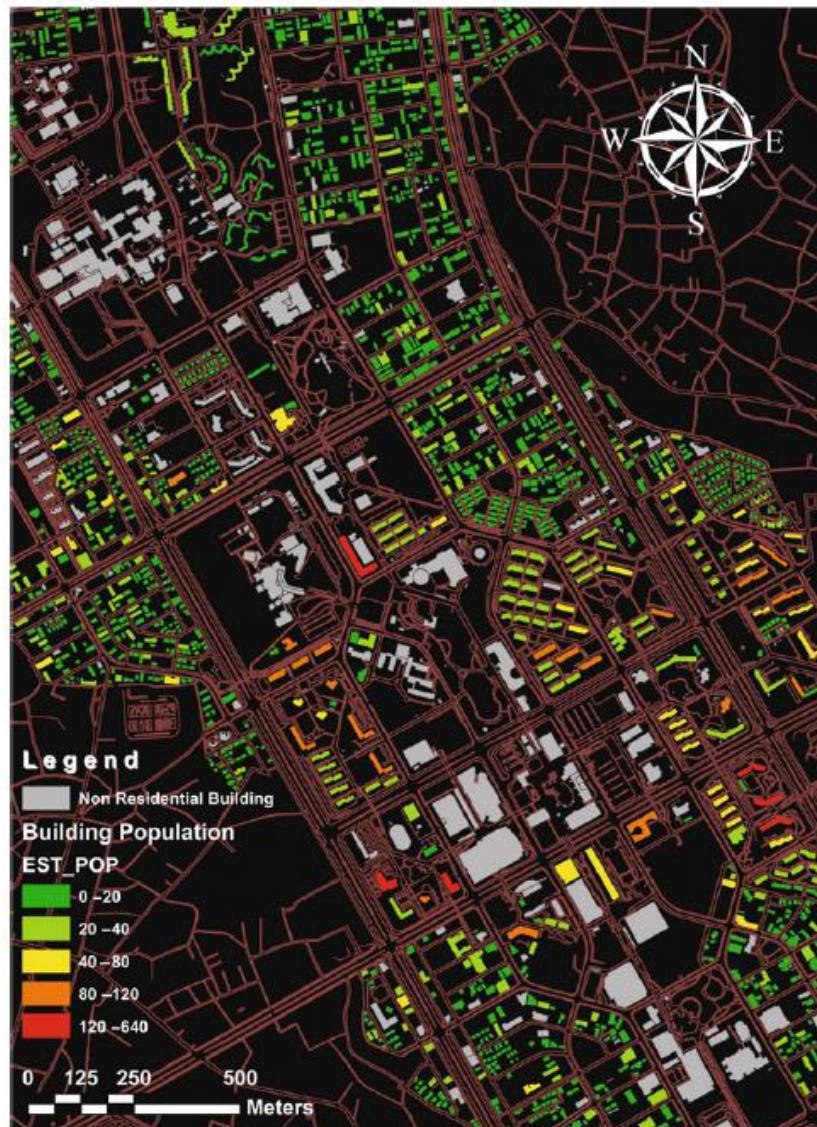 N
W E
S
Legend
Non Residential Building
Building Population
EST_POP
0 –20
20 –40
40 –80
80 –120
120 –640
0 125 250 500
Meters